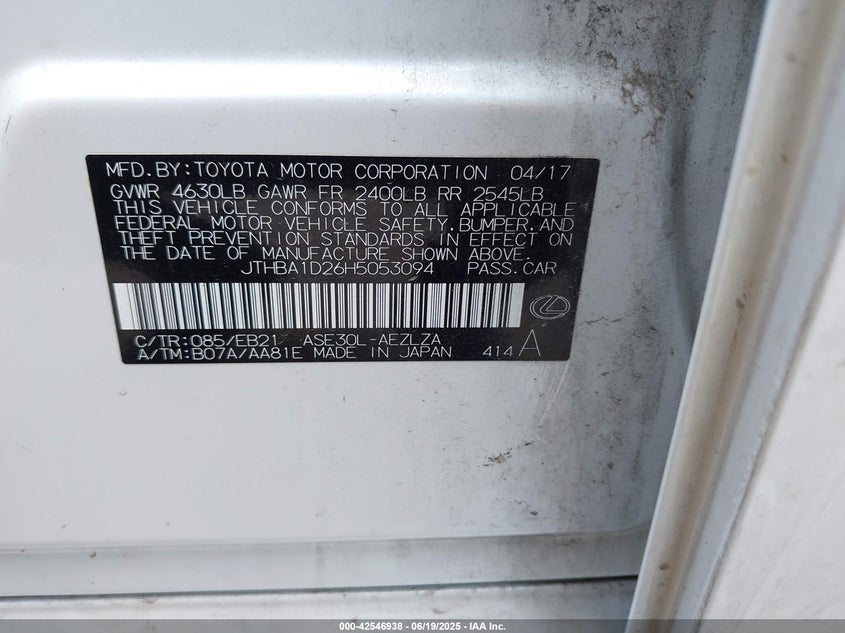 MFD.BY:TOYOTA MOTOR CORPORATION 04/17
GVWR 4630LB GAWR FR 2400LB RR 2545LB
THIS VEHICLE CONFORMS TO ALL APPLICABLE
FEDERAL MOTOR VEHICLE SAFETY,BUMPER,AND
THEFT PREVENTION STANDARDS IN EFFECT ON
THE DATE OF MANUFACTURE SHOWN ABOVE.
JTHBA1D26H5053094 PASS.CAR
C/TR:085/EB21 ASE30L-AEZLZA
A/TM:B07A/AA81E MADE IN JAPAN 414 A
000-42546938 - 06/19/2025 - IAA Inc.